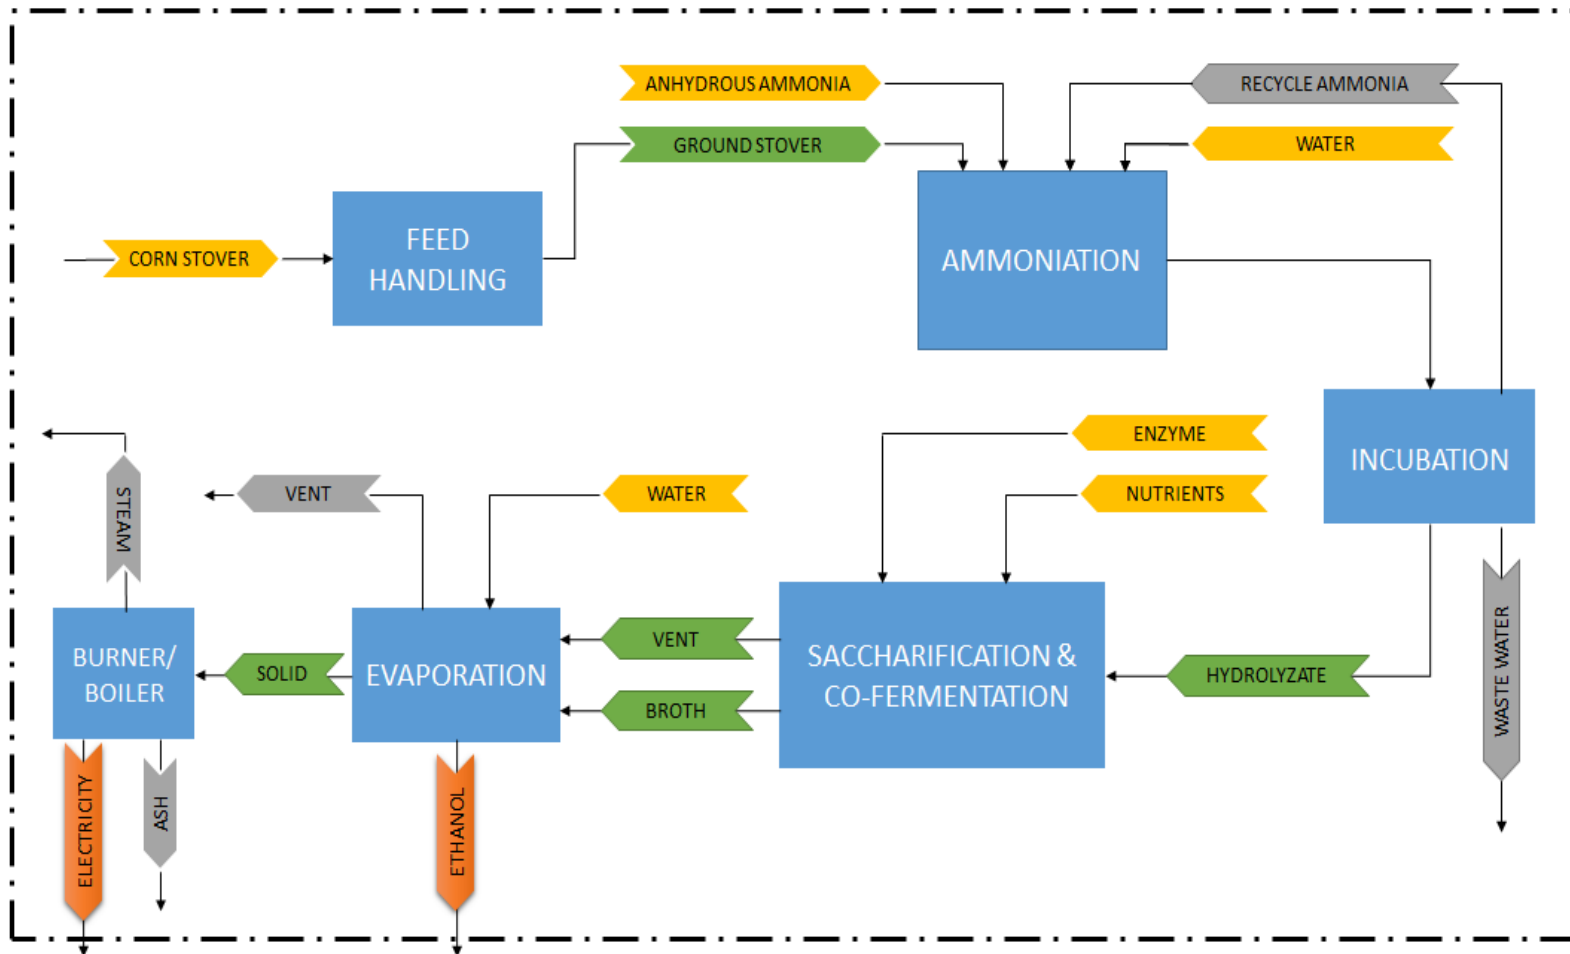 ANHYDROUS AMMONIA
RECYCLE AMMONIA
GROUND STOVER
WATER
CORN STOVER
FEED
HANDLING
AMMONIATION
ENZYME
INCUBATION
STEAM
VENT
WATER
NUTRIENTS
BURNER/
BOILER
SOLID
EVAPORATION
VENT
BROTH
SACCHARIFICATION &
CO-FERMENTATION
HYDROLYZATE
WASTE WATER
ELECTRICITY
ASH
ETHANOL